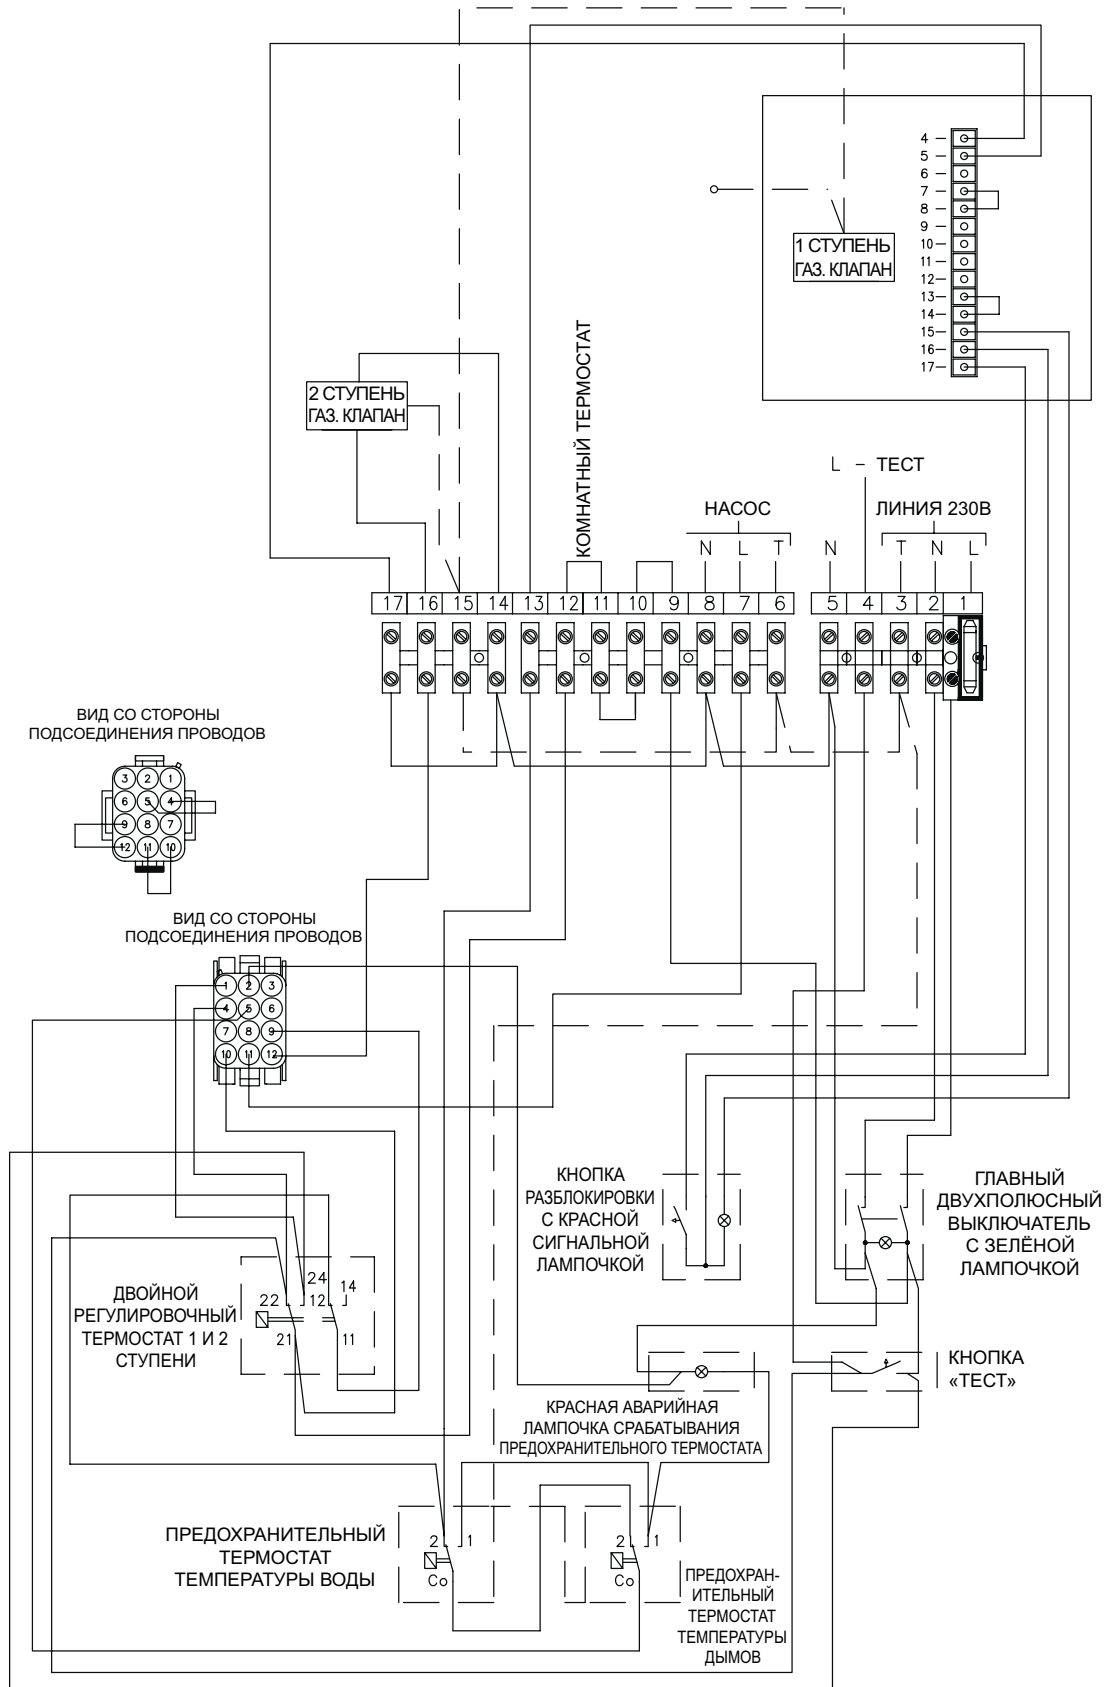 4
5
6
7
8
9
10
11
12
13
14
15
16
17
1 СТУПЕНЬ
ГАЗ. КЛАПАН
2 СТУПЕНЬ
ГАЗ. КЛАПАН
КОМНАТНЫЙ ТЕРМОСТАТ
L - ТЕСТ
НАСОС
ЛИНИЯ 230В
N L T N T N L
17 16 15 14 13 12 11 10 9 8 7 6 5 4 3 2 1
ВИД СО СТОРОНЫ
ПОДСОЕДИНЕНИЯ ПРОВОДОВ
3 2 1
6 5 4
9 8 7
12 11 10
ВИД СО СТОРОНЫ
ПОДСОЕДИНЕНИЯ ПРОВОДОВ
1 2 3
4 5 6
7 8 9
10 11 12
КНОПКА
РАЗБЛОКИРОВКИ
С КРАСНОЙ
СИГНАЛЬНОЙ
ЛАМПОЧКОЙ
ГЛАВНЫЙ
ДВУХПОЛЮСНЫЙ
ВЫКЛЮЧАТЕЛЬ
С ЗЕЛЁНОЙ
ЛАМПОЧКОЙ
ДВОЙНОЙ
РЕГУЛИРОВОЧНЫЙ
ТЕРМОСТАТ 1 И 2
СТУПЕНИ
24
14
22 12
21 11
КНОПКА
«ТЕСТ»
КРАСНАЯ АВАРИЙНАЯ
ЛАМПОЧКА СРАБАТЫВАНИЯ
ПРЕДОХРАНИТЕЛЬНОГО ТЕРМОСТАТА
ПРЕДОХРАНИТЕЛЬНЫЙ
ТЕРМОСТАТ
ТЕМПЕРАТУРЫ ВОДЫ
2 1
Co
2 1
Co
ПРЕДОХРАН-
ИТЕЛЬНЫЙ
ТЕРМОСТАТ
ТЕМПЕРАТУРЫ
ДЫМОВ